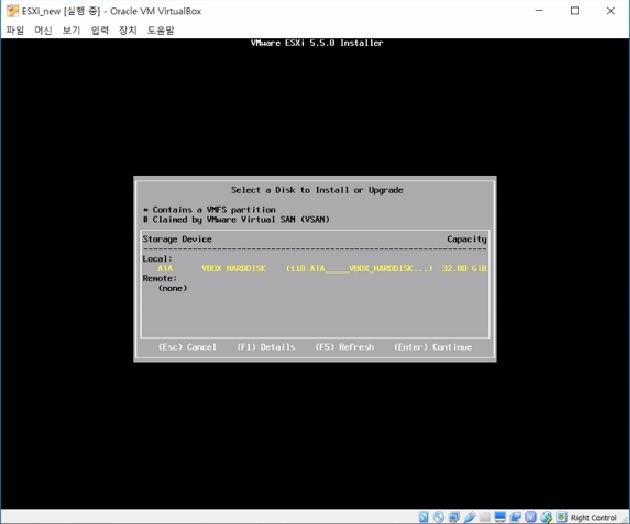 ESXi_new [실행 중] - Oracle VM VirtualBox
파일 머신 보기 입력 장치 도움말
VMware ESXi 5.5.0 Installer
Select a Disk to Install or Upgrade
* Contains a VMFS partition
# Claimed by VMware Virtual SAN (VSAN)
Storage Device Capacity
Local:
ATA VBOX HARDDISK (t10.ATA_____VBOX_HARDDISK...) 32.00 GiB
Remote:
(none)
(Esc) Cancel (F1) Details (F5) Refresh (Enter) Continue
Right Control